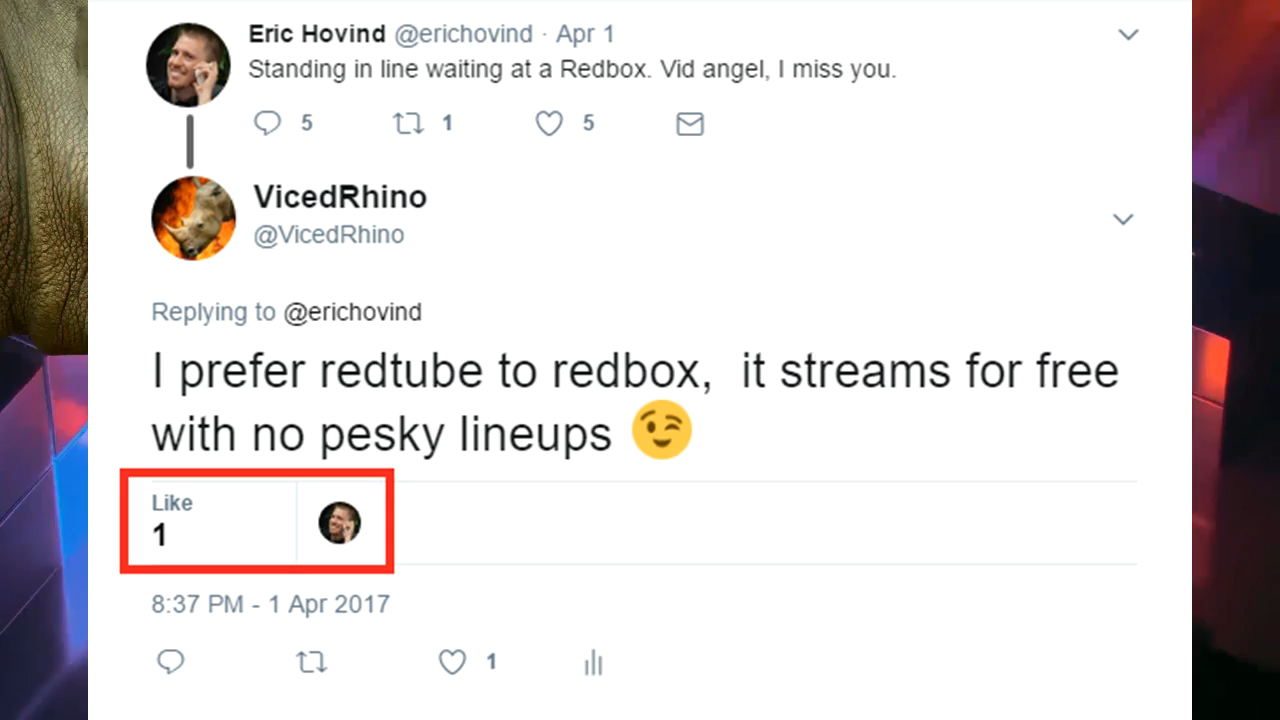 Eric Hovind @erichovind · Apr 1
Standing in line waiting at a Redbox. Vid angel, I miss you.
5 1 5
VicedRhino
@VicedRhino
Replying to @erichovind
I prefer redtube to redbox, it streams for free
with no pesky lineups 😉
Like
1
8:37 PM - 1 Apr 2017
1